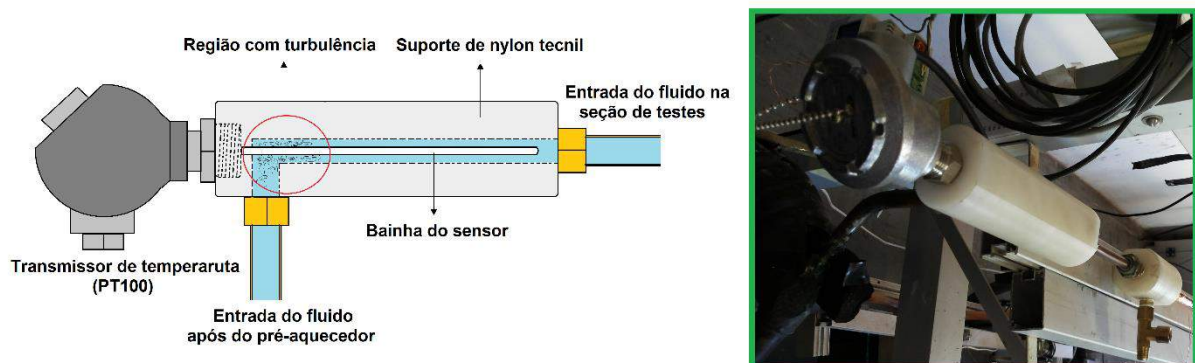 Região com turbulência
Suporte de nylon tecnil
Entrada do fluido na
seção de testes
Bainha do sensor
Transmissor de temperaruta
(PT100)
Entrada do fluido
após do pré-aquecedor